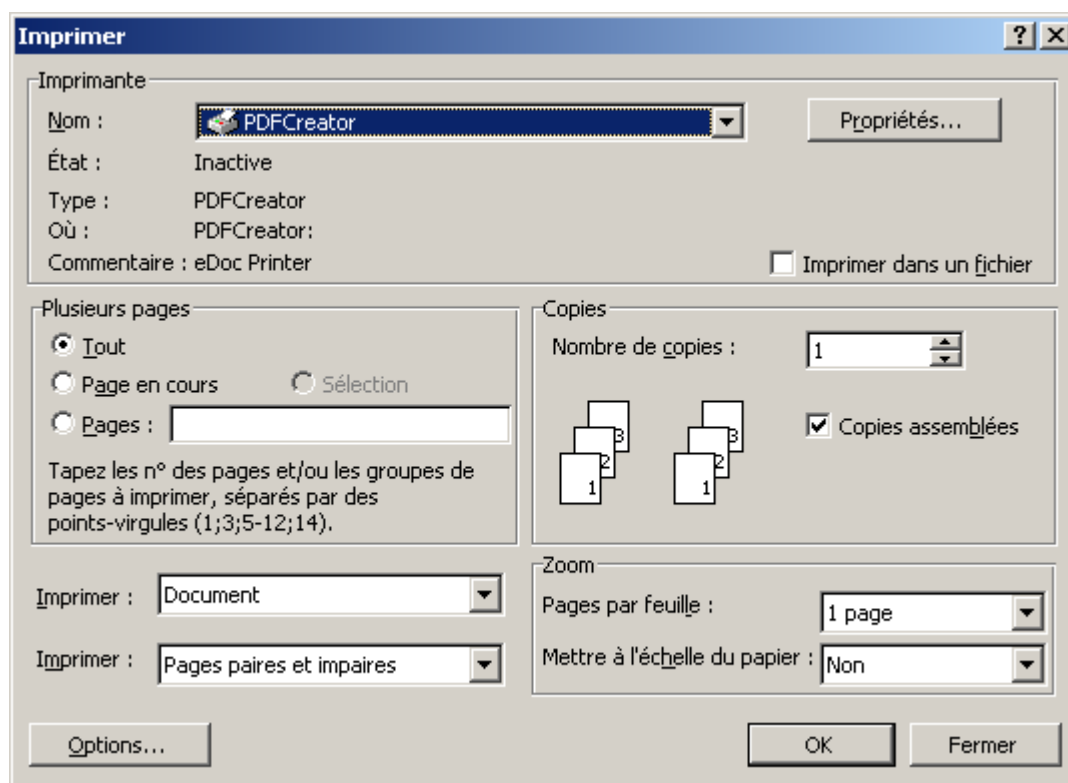 Imprimer
Imprimante
Nom : PDFCreator Propriétés...
État : Inactive
Type : PDFCreator
Où : PDFCreator:
Commentaire : eDoc Printer Imprimer dans un fichier
Plusieurs pages
Tout
Page en cours Sélection
Pages :
Tapez les n° des pages et/ou les groupes de
pages à imprimer, séparés par des
points-virgules (1;3;5-12;14).
Copies
Nombre de copies : 1
3 3
2 2
1 1
Copies assemblées
Imprimer : Document
Imprimer : Pages paires et impaires
Zoom
Pages par feuille : 1 page
Mettre à l'échelle du papier : Non
Options... OK Fermer